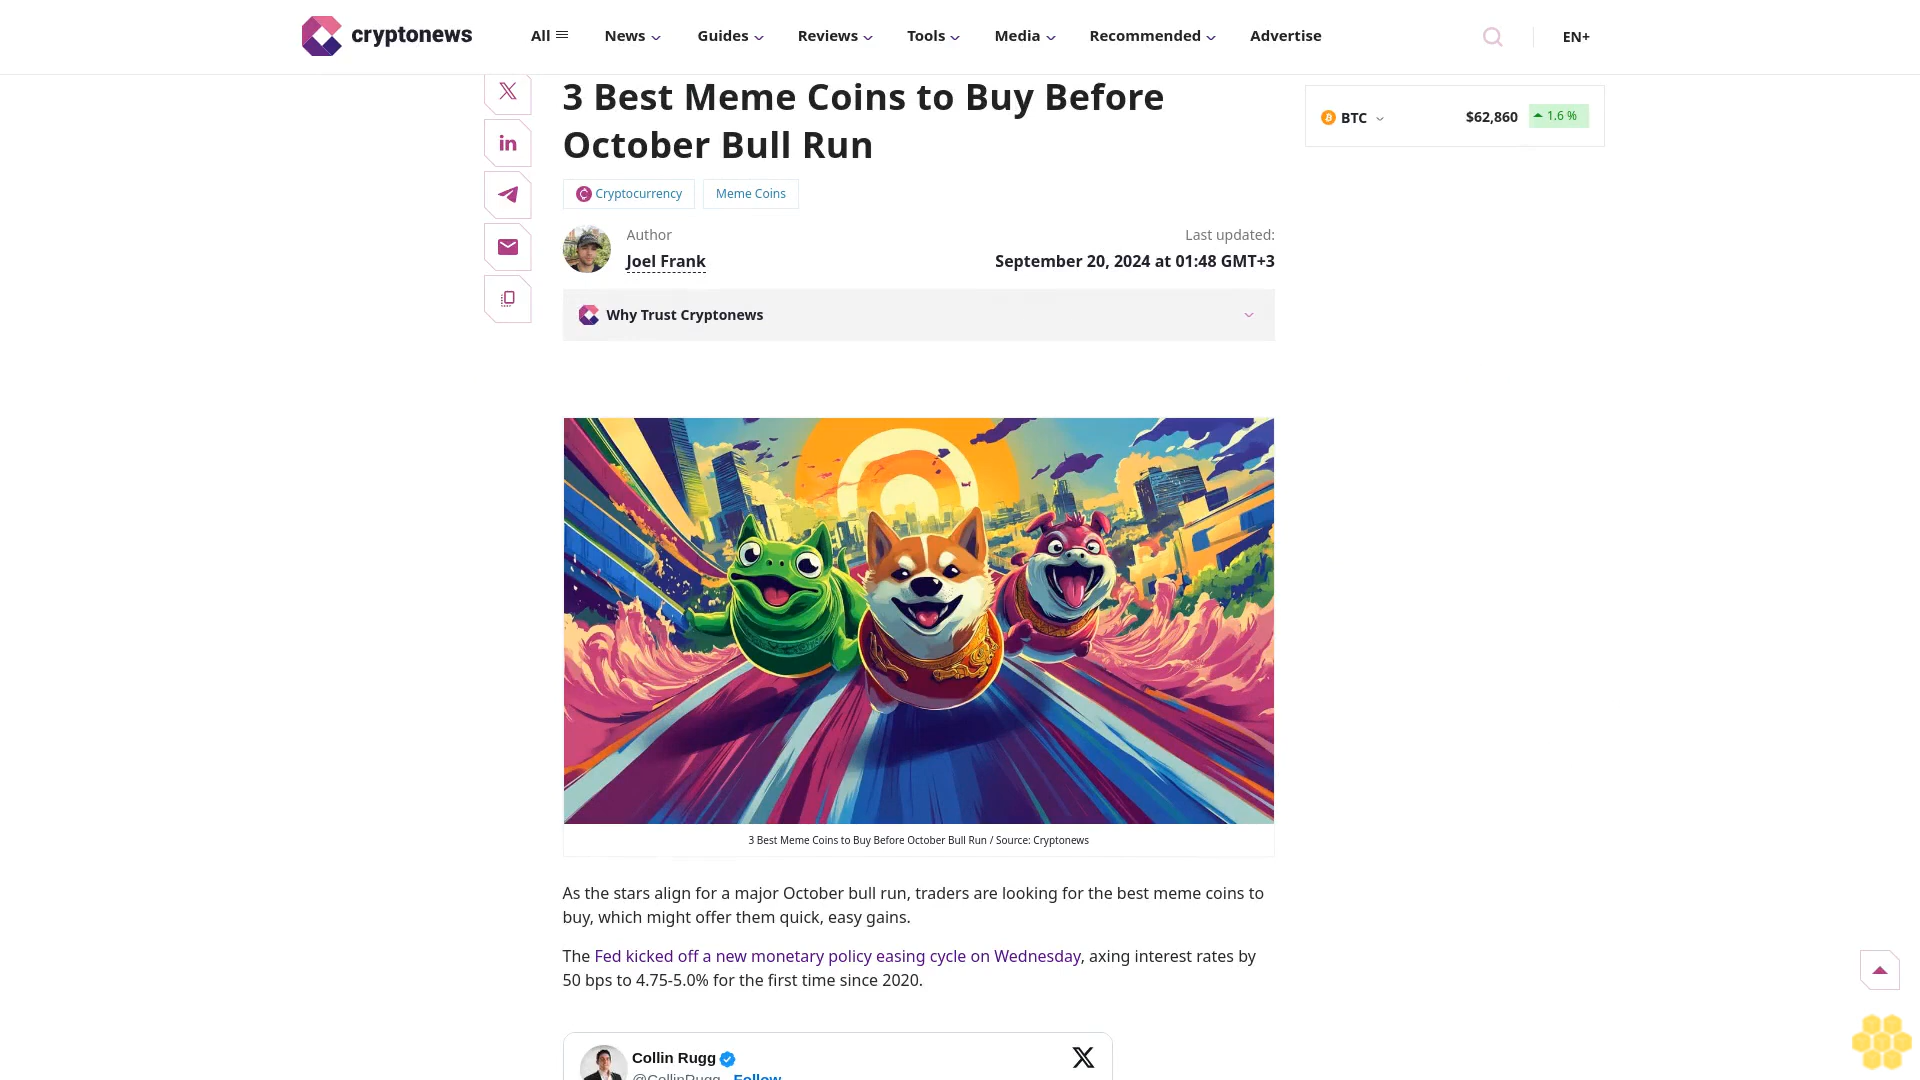 cryptonews
All
News
Guides
Reviews
Tools
Media
Recommended
Advertise
EN+
3 Best Meme Coins to Buy Before
October Bull Run
Cryptocurrency
Meme Coins
Author
Joel Frank
Last updated:
September 20, 2024 at 01:48 GMT+3
Why Trust Cryptonews
BTC
$62,860
1.6 %
3 Best Meme Coins to Buy Before October Bull Run / Source: Cryptonews
As the stars align for a major October bull run, traders are looking for the best meme coins to
buy, which might offer them quick, easy gains.
The Fed kicked off a new monetary policy easing cycle on Wednesday, axing interest rates by
50 bps to 4.75-5.0% for the first time since 2020.
Collin Rugg
@CollinRugg · Follow